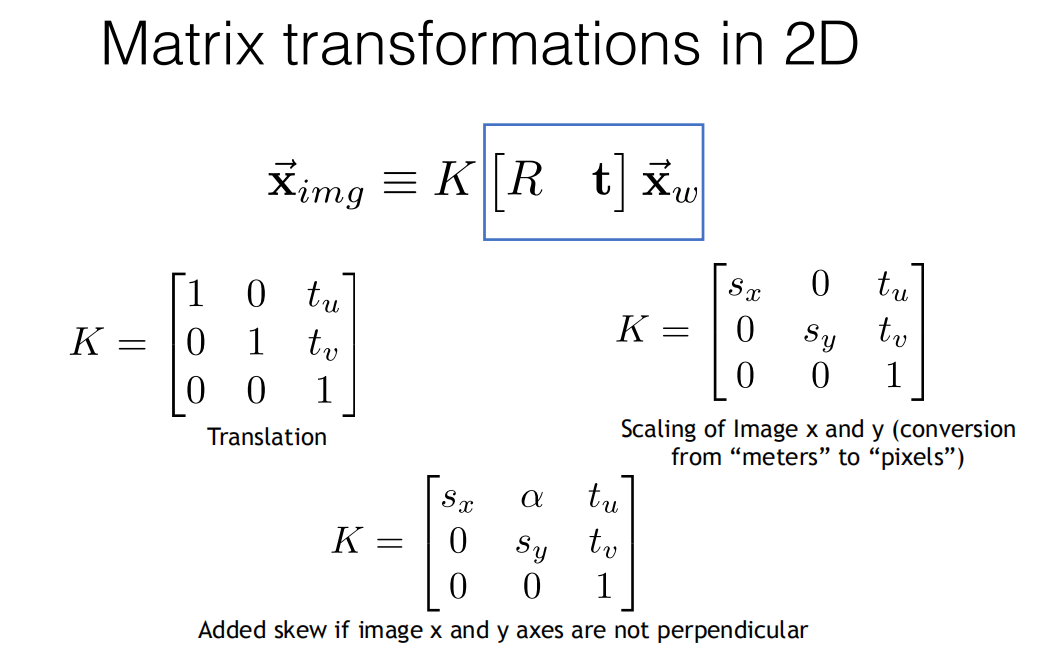 Matrix transformations in 2D
$\vec{\mathbf{x}}_{img} \equiv K \begin{bmatrix} R & \mathbf{t} \end{bmatrix} \vec{\mathbf{x}}_w$
$K = \begin{bmatrix} 1 & 0 & t_u \\ 0 & 1 & t_v \\ 0 & 0 & 1 \end{bmatrix}$
Translation
$K = \begin{bmatrix} s_x & 0 & t_u \\ 0 & s_y & t_v \\ 0 & 0 & 1 \end{bmatrix}$
Scaling of Image x and y (conversion
from “meters” to “pixels”)
$K = \begin{bmatrix} s_x & \alpha & t_u \\ 0 & s_y & t_v \\ 0 & 0 & 1 \end{bmatrix}$
Added skew if image x and y axes are not perpendicular